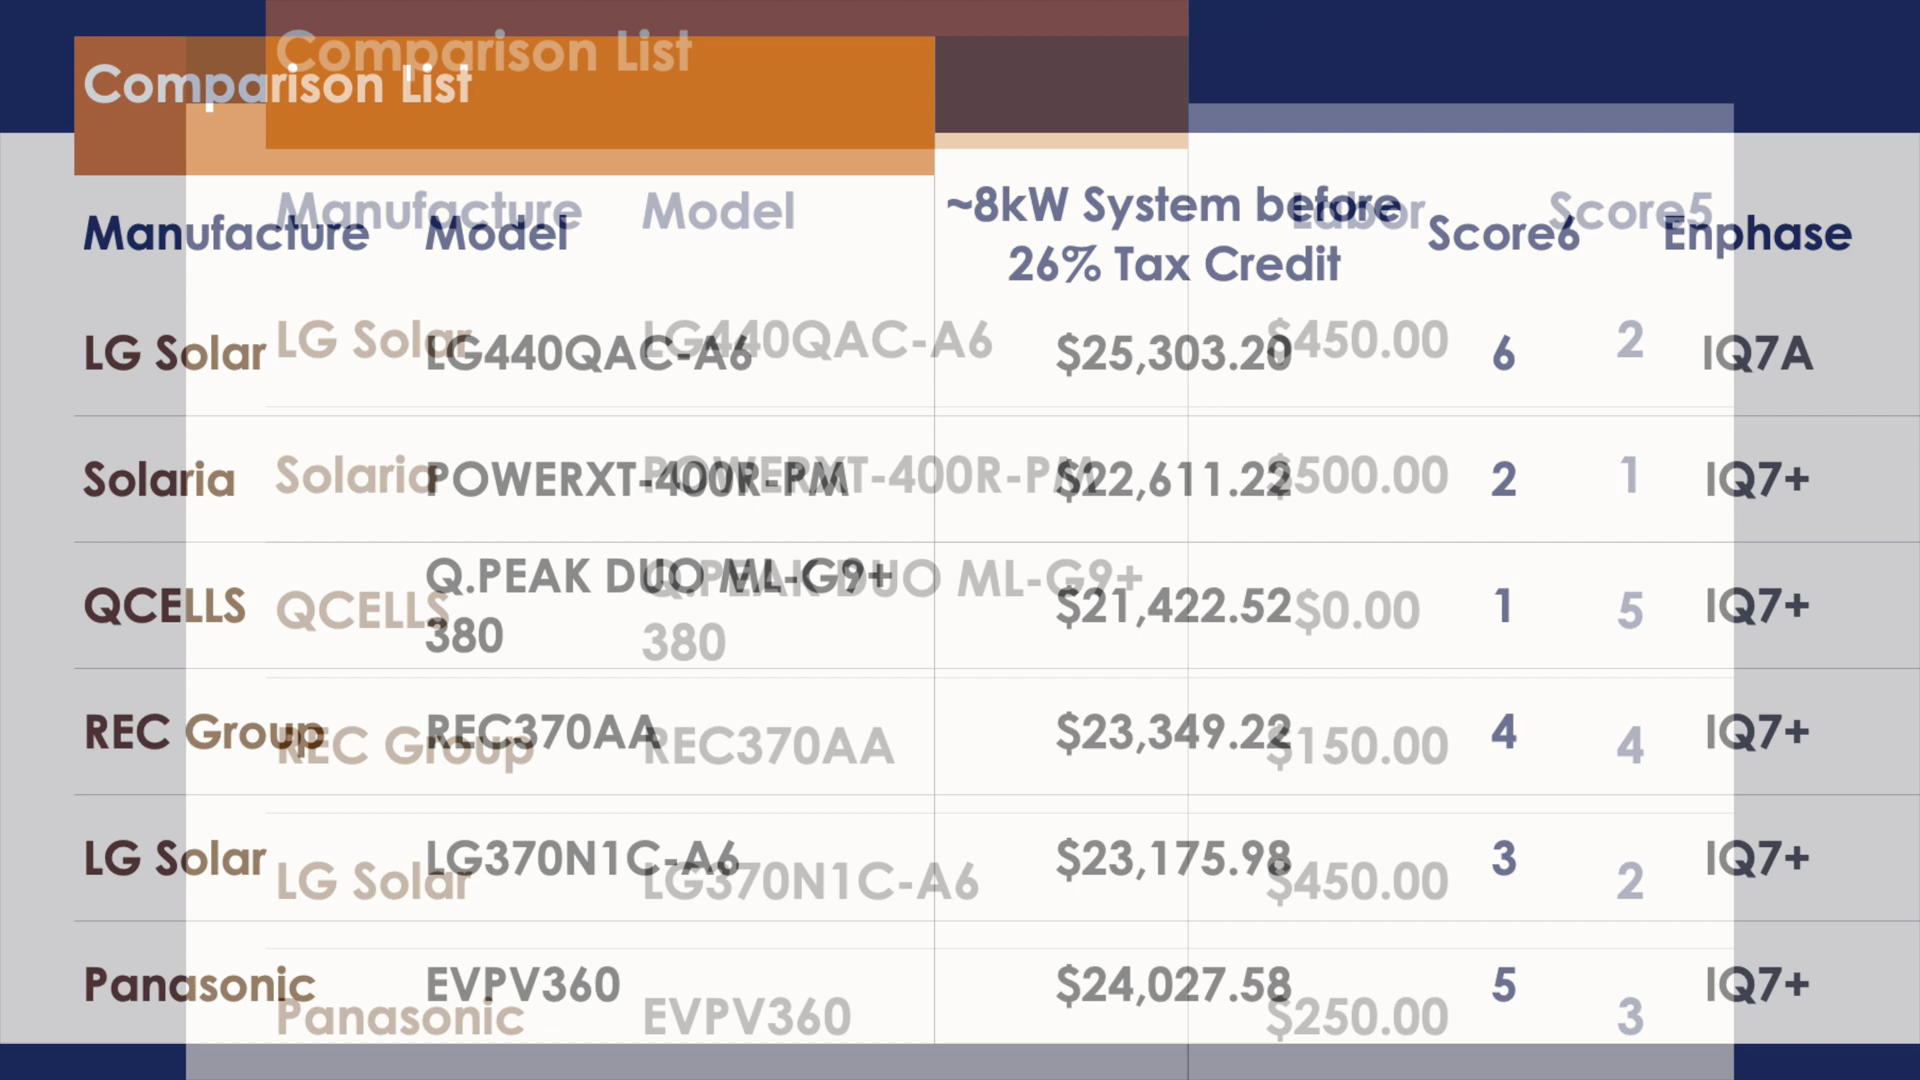 Comparison List
Comparison List
Manufacture Model ~8kW System before 26% Tax Credit Score6 Enphase
LG Solar LG440QAC-A6 $25,303.20 6 IQ7A
Solaria POWERXT-400R-PM $22,611.22 2 IQ7+
QCELLS Q.PEAK DUO ML-G9+ 380 $21,422.52 1 IQ7+
REC Group REC370AA $23,349.22 4 IQ7+
LG Solar LG370N1C-A6 $23,175.98 3 IQ7+
Panasonic EVPV360 $24,027.58 5 IQ7+
Manufacture Model Labor Score5
LG Solar LG440QAC-A6 $450.00 2
Solaria POWERXT-400R-PM $500.00 1
QCELLS Q.PEAK DUO ML-G9+ 380 $0.00 5
REC Group REC370AA $150.00 4
LG Solar LG370N1C-A6 $450.00 2
Panasonic EVPV360 $250.00 3